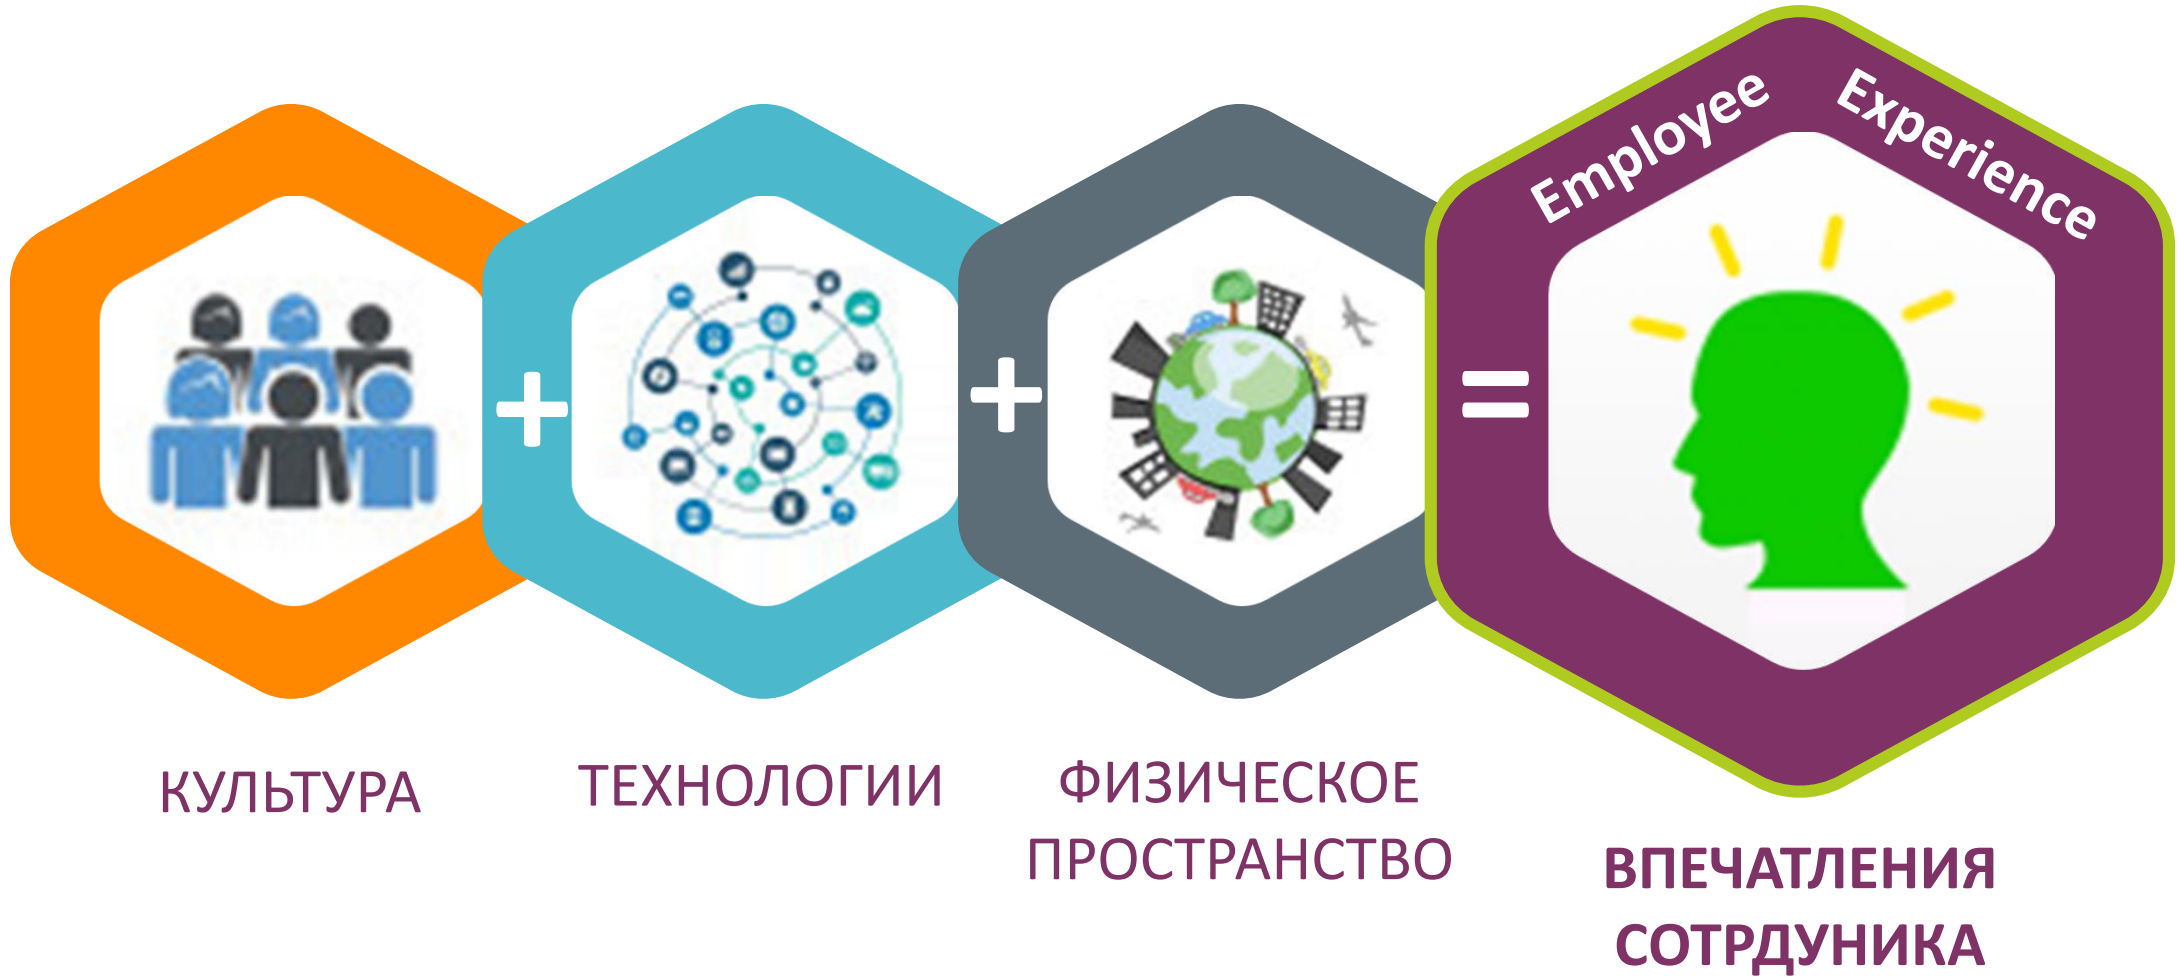 Employee Experience
+
+
=
КУЛЬТУРА
ТЕХНОЛОГИИ
ФИЗИЧЕСКОЕ
ПРОСТРАНСТВО
ВПЕЧАТЛЕНИЯ
СОТРДУНИКА